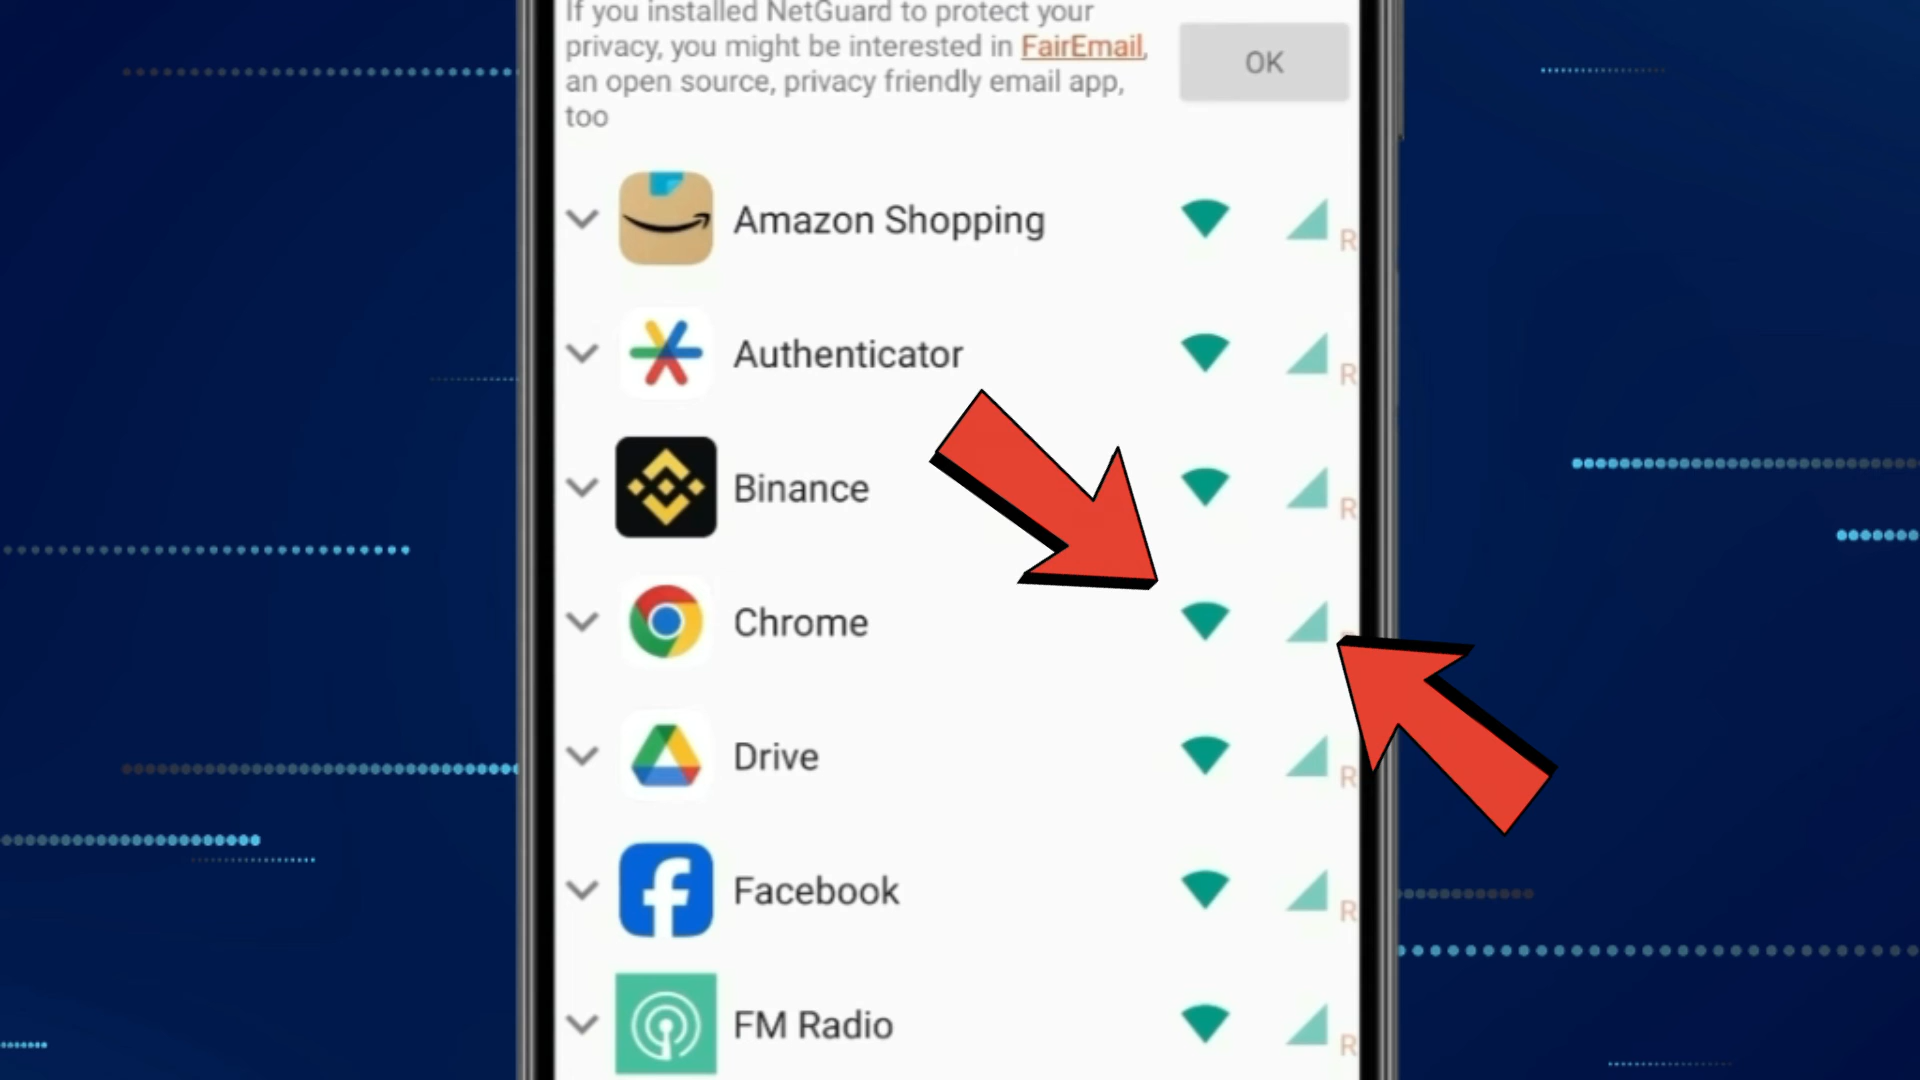 If you installed NetGuard to protect your
privacy, you might be interested in FairEmail,
an open source, privacy friendly email app,
too
OK
Amazon Shopping
R
Authenticator
R
Binance
R
Chrome
Drive
R
Facebook
R
FM Radio
R